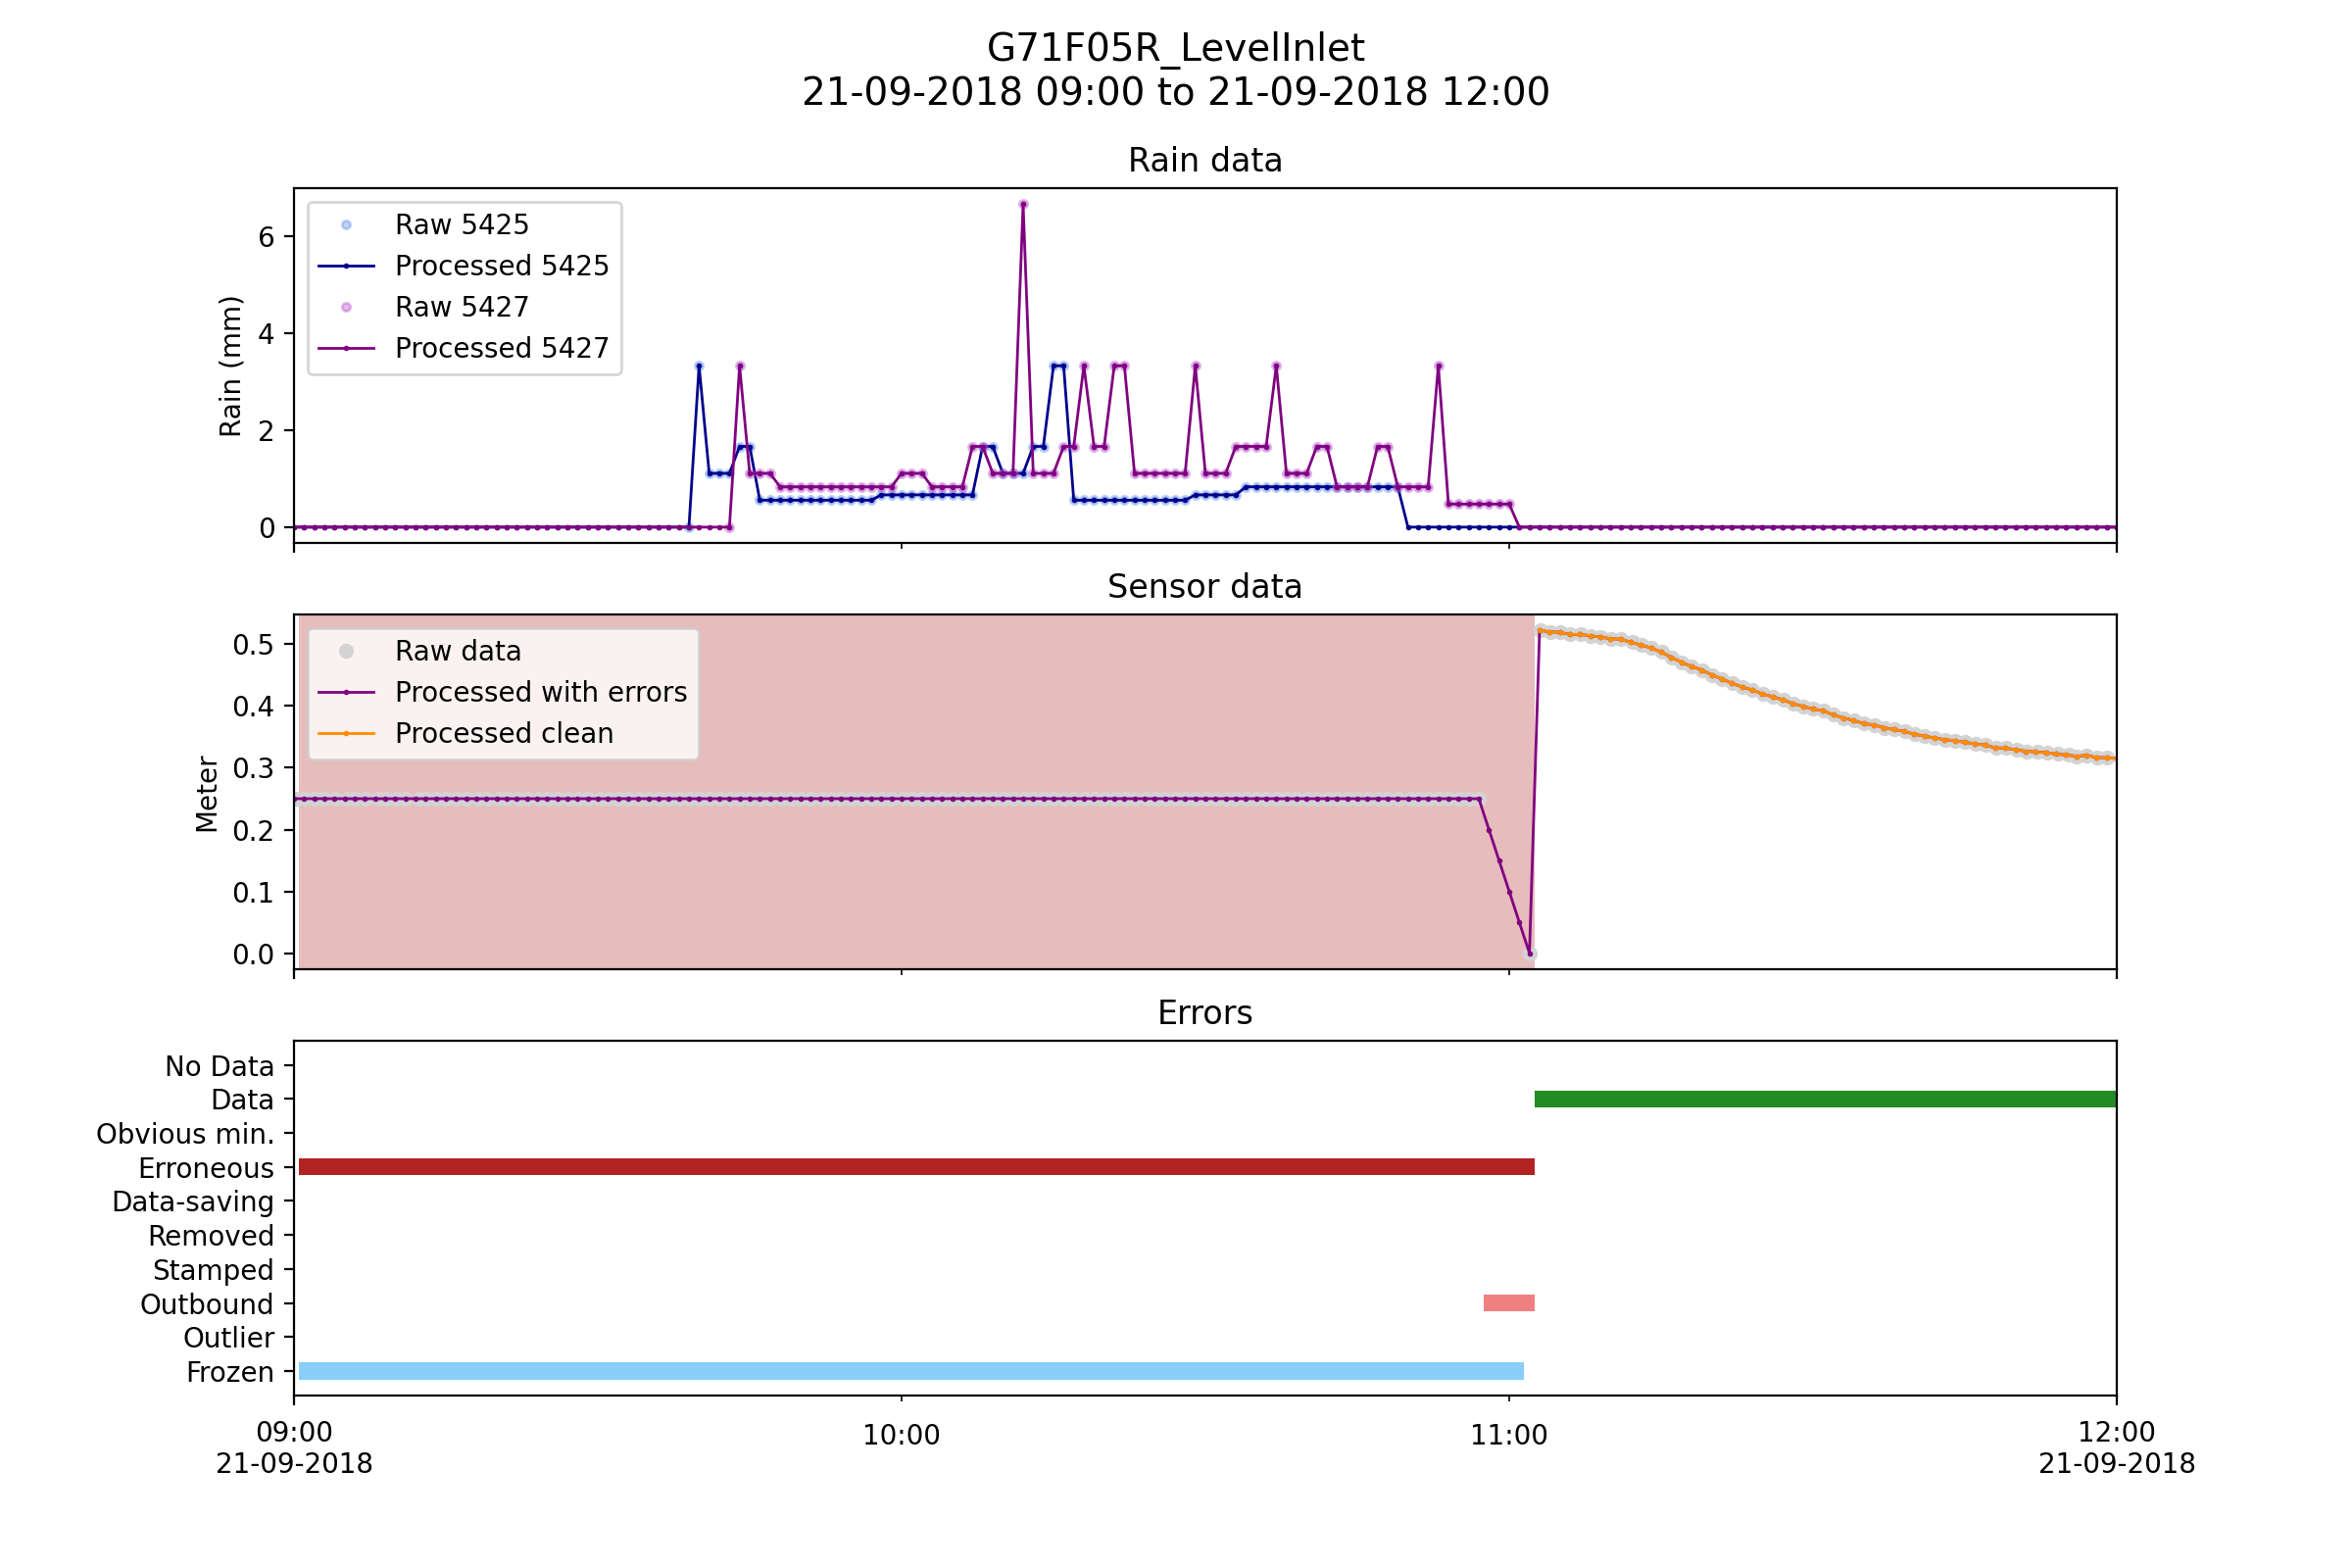 G71F05R_LevelInlet
21-09-2018 09:00 to 21-09-2018 12:00
Rain data
Raw 5425
Processed 5425
Raw 5427
Processed 5427
Rain (mm)
6
4
2
0
Sensor data
Raw data
Processed with errors
Processed clean
Meter
0.5
0.4
0.3
0.2
0.1
0.0
Errors
No Data
Data
Obvious min.
Erroneous
Data-saving
Removed
Stamped
Outbound
Outlier
Frozen
09:00 10:00 11:00 12:00
21-09-2018 21-09-2018